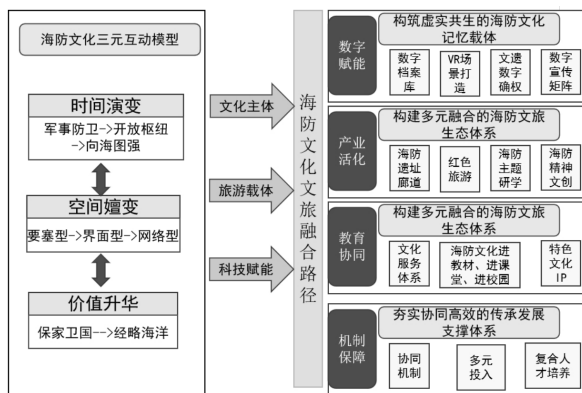 海防文化三元互动模型
时间演变
军事防卫->开放枢纽
->向海图强
空间嬗变
要塞型->界面型->网络型
价值升华
保家卫国-->经略海洋
文化主体
旅游载体
科技赋能
海防文化文旅融合路径
数字
赋能
构筑虚实共生的海防文化
记忆载体
数字
档案
库
VR场
景打
造
文遗
数字
确权
数字
宣传
矩阵
产业
活化
构建多元融合的海防文旅
生态体系
海防
遗址
廊道
红色
旅游
海防
主题
研学
海防
精神
文创
教育
协同
构建多元融合的海防文旅
生态体系
文化
服务
体系
海防文化进
教材、进课
堂、进校园
特色
文化
IP
机制
保障
夯实协同高效的传承发展
支撑体系
协同
机制
多元
投入
复合人
才培养